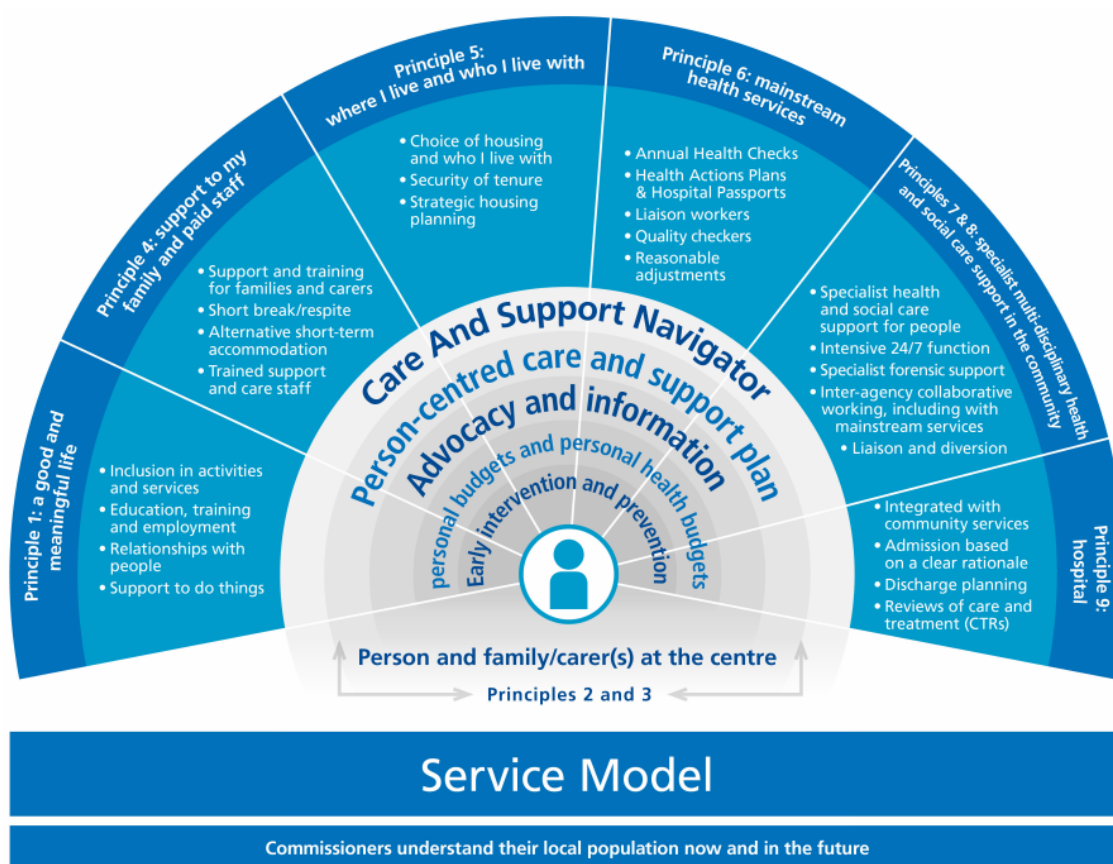 Principle 1: a good and
meaningful life
• Inclusion in activities
and services
• Education, training
and employment
• Relationships with
people
• Support to do things
Principle 4: support to my
family and paid staff
• Support and training
for families and carers
• Short break/respite
• Alternative short-term
accommodation
• Trained support
and care staff
Principle 5:
where I live and who I live with
• Choice of housing
and who I live with
• Security of tenure
• Strategic housing
planning
Principle 6: mainstream
health services
• Annual Health Checks
• Health Actions Plans
& Hospital Passports
• Liaison workers
• Quality checkers
• Reasonable
adjustments
Principles 7 & 8: specialist multi-disciplinary health
and social care support in the community
• Specialist health
and social care
support for people
• Intensive 24/7 function
• Specialist forensic support
• Inter-agency collaborative
working, including with
mainstream services
• Liaison and diversion
Principle 9:
hospital
• Integrated with
community services
• Admission based
on a clear rationale
• Discharge planning
• Reviews of care and
treatment (CTRs)
Care And Support Navigator
Person-centred care and support plan
Advocacy and information
personal budgets and personal health budgets
Early intervention and prevention
Person and family/carer(s) at the centre
Principles 2 and 3
Service Model
Commissioners understand their local population now and in the future